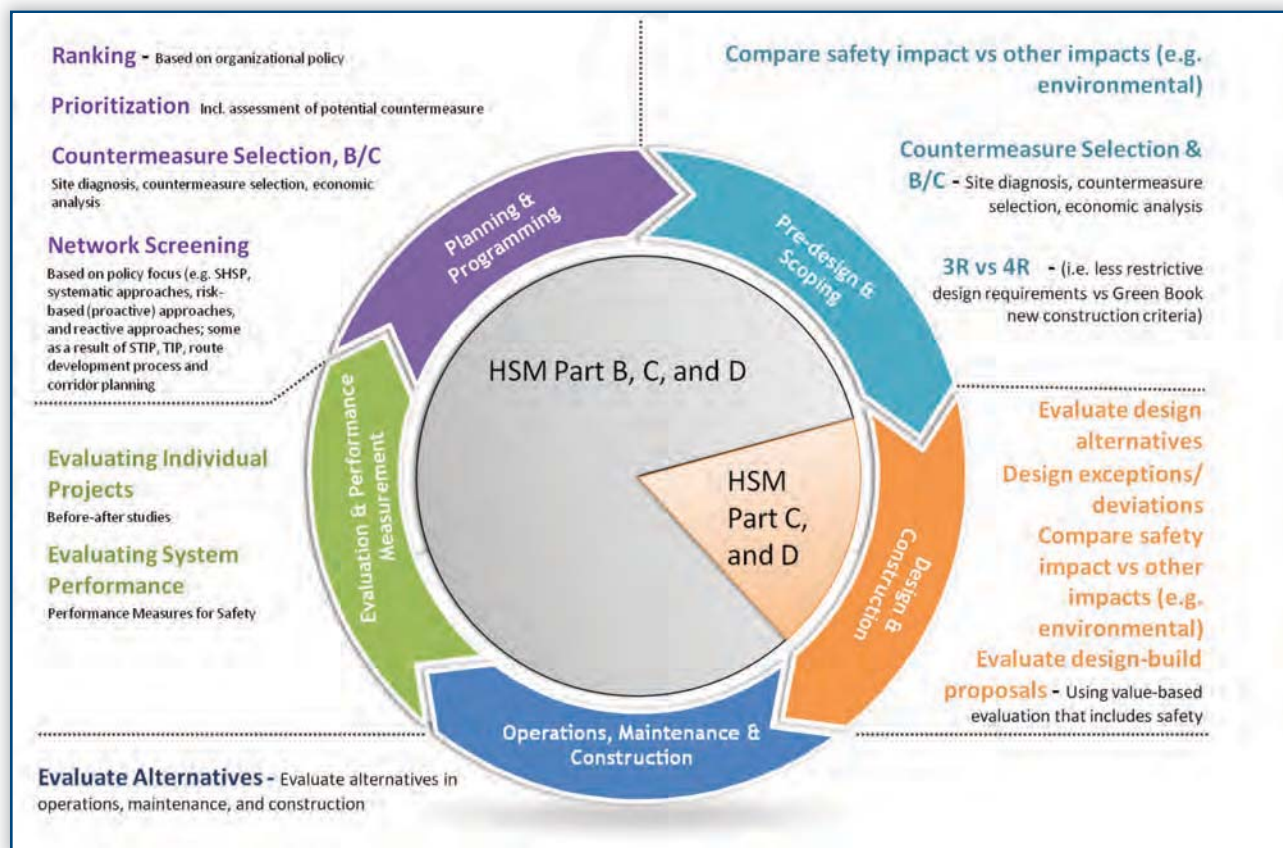 Ranking - Based on organizational policy
Prioritization Incl. assessment of potential countermeasure
Countermeasure Selection, B/C
Site diagnosis, countermeasure selection, economic
analysis
Network Screening
Based on policy focus (e.g. SHSP,
systematic approaches, risk-
based (proactive) approaches,
and reactive approaches; some
as a result of STIP, TIP, route
development process and
corridor planning
Compare safety impact vs other impacts (e.g.
environmental)
Countermeasure Selection &
B/C - Site diagnosis, countermeasure
selection, economic analysis
3R vs 4R - (i.e. less restrictive
design requirements vs Green Book
new construction criteria)
Planning &
Programming
Pre-design &
Scoping
HSM Part B, C, and D
HSM
Part C,
and D
Evaluation & Performance
Measurement
Design &
Construction
Operations, Maintenance &
Construction
Evaluating Individual
Projects
Before-after studies
Evaluating System
Performance
Performance Measures for Safety
Evaluate design
alternatives
Design exceptions/
deviations
Compare safety
impact vs other
impacts (e.g.
environmental)
Evaluate design-build
proposals - Using value-based
evaluation that includes safety
Evaluate Alternatives - Evaluate alternatives in
operations, maintenance, and construction